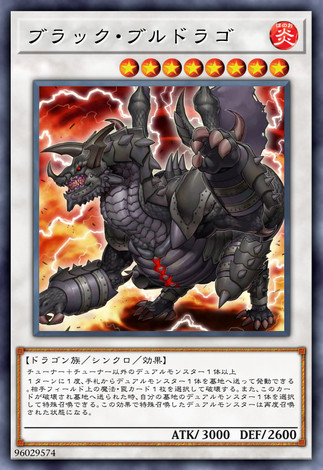 ブラック・ブルドラゴ
炎
【ドラゴン族／シンクロ／効果】
チューナー＋チューナー以外のデュアルモンスター１体以上
１ターンに１度、手札からデュアルモンスター１体を墓地へ送って発動できる
。相手フィールド上の魔法・罠カード１枚を選択して破壊する。また、このカー
ドが破壊され墓地へ送られた時、自分の墓地のデュアルモンスター１体を選択
して特殊召喚できる。この効果で特殊召喚したデュアルモンスターは再度召喚
された状態になる。
ATK/ 3000 DEF/2600
96029574